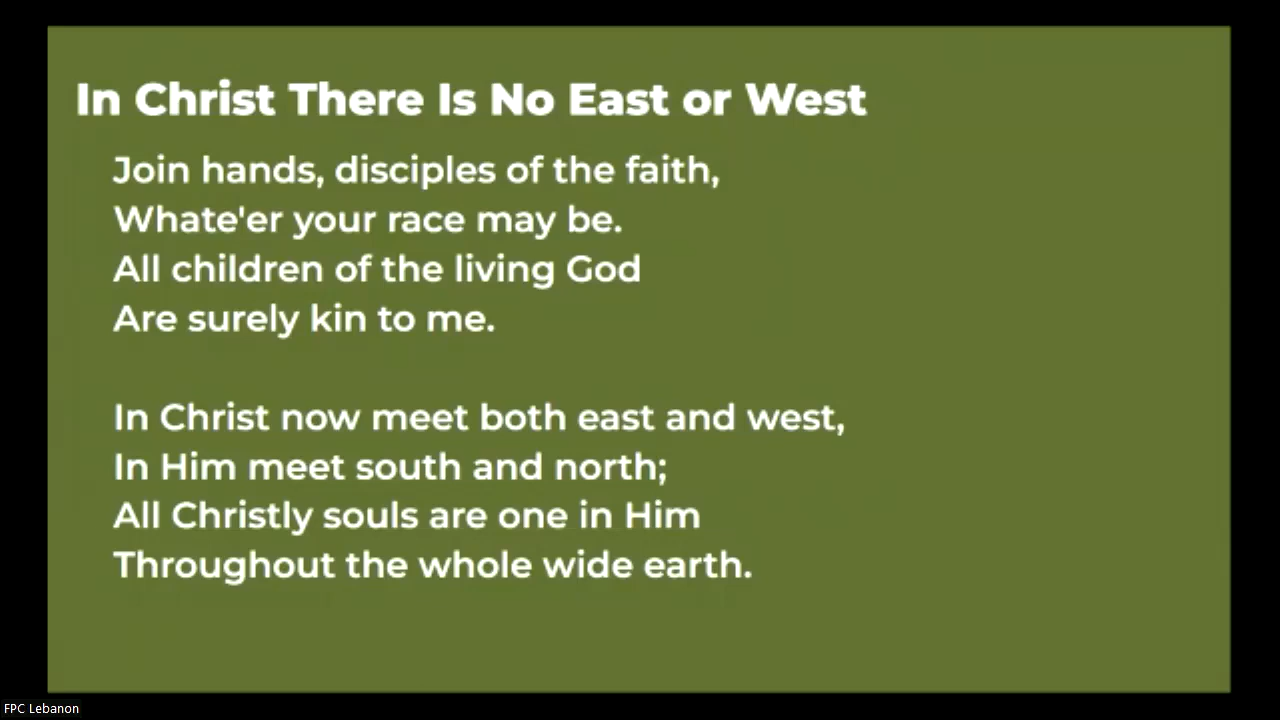 In Christ There Is No East or West
Join hands, disciples of the faith,
Whate'er your race may be.
All children of the living God
Are surely kin to me.
In Christ now meet both east and west,
In Him meet south and north;
All Christly souls are one in Him
Throughout the whole wide earth.
FPC Lebanon